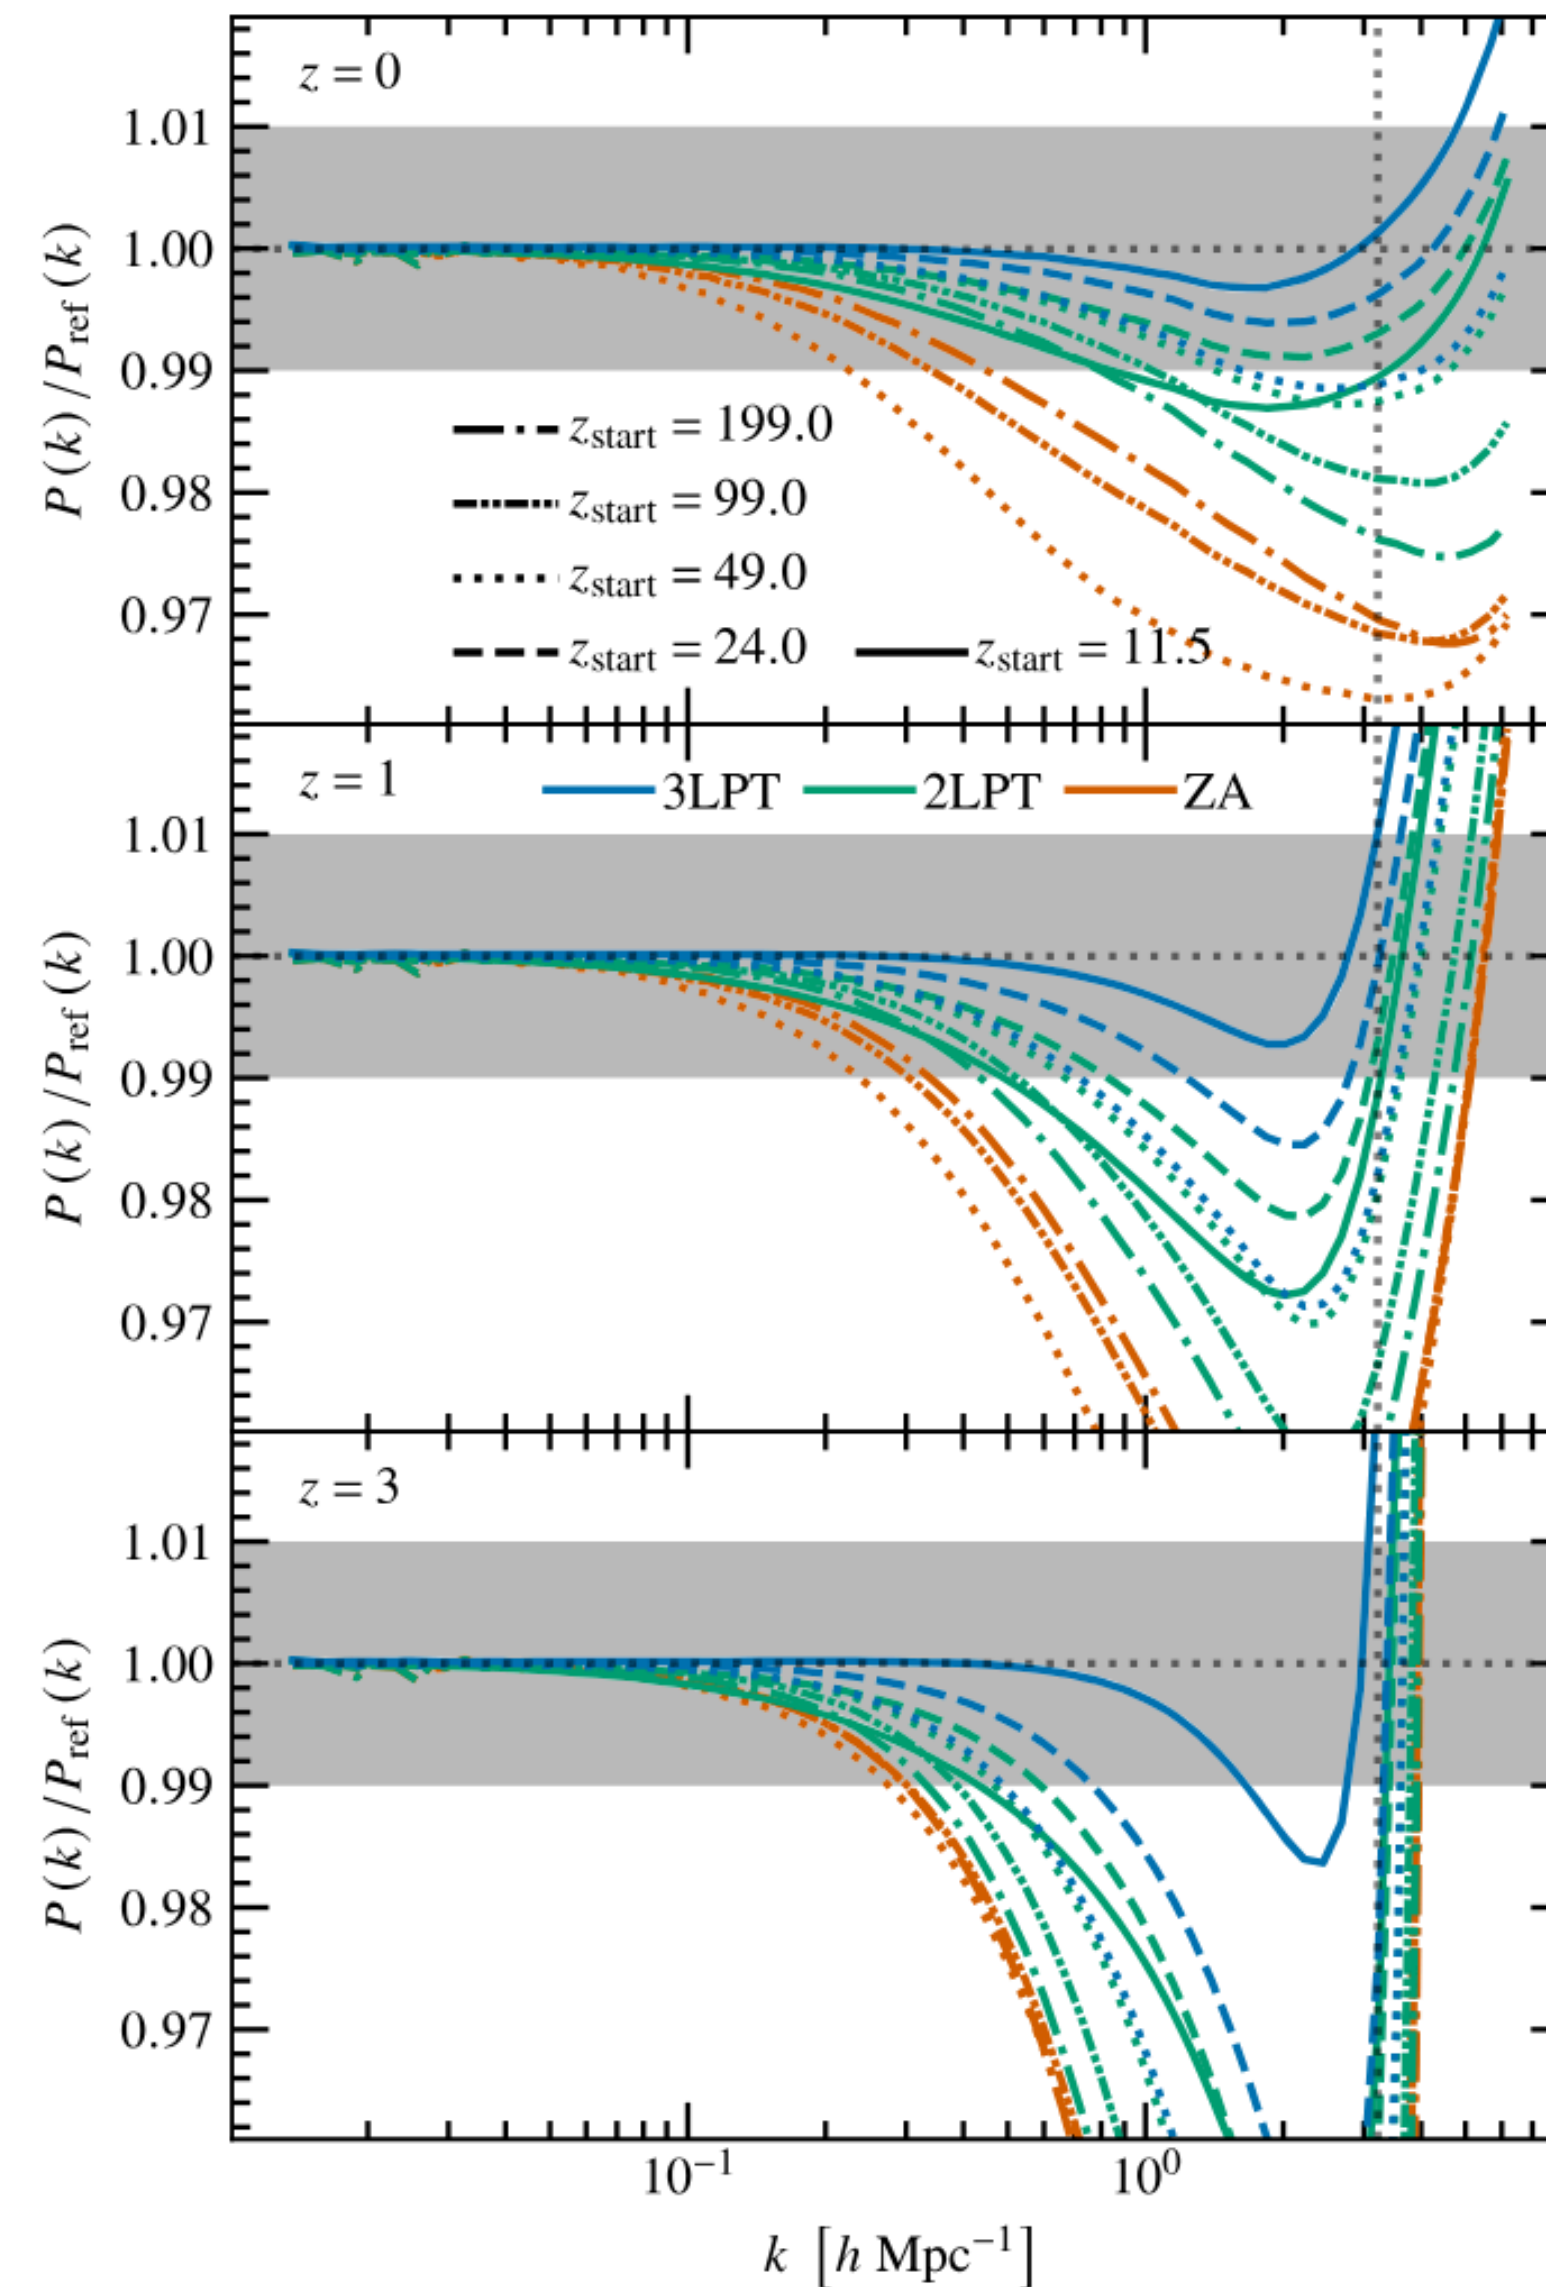 z = 0
1.01
1.00
0.99
0.98
0.97
P(k)/P_ref(k)
z_start = 199.0
z_start = 99.0
z_start = 49.0
z_start = 24.0 z_start = 11.5
z = 1 3LPT 2LPT ZA
1.01
1.00
0.99
0.98
0.97
P(k)/P_ref(k)
z = 3
1.01
1.00
0.99
0.98
0.97
P(k)/P_ref(k)
10⁻¹ 10⁰
k [h Mpc⁻¹]